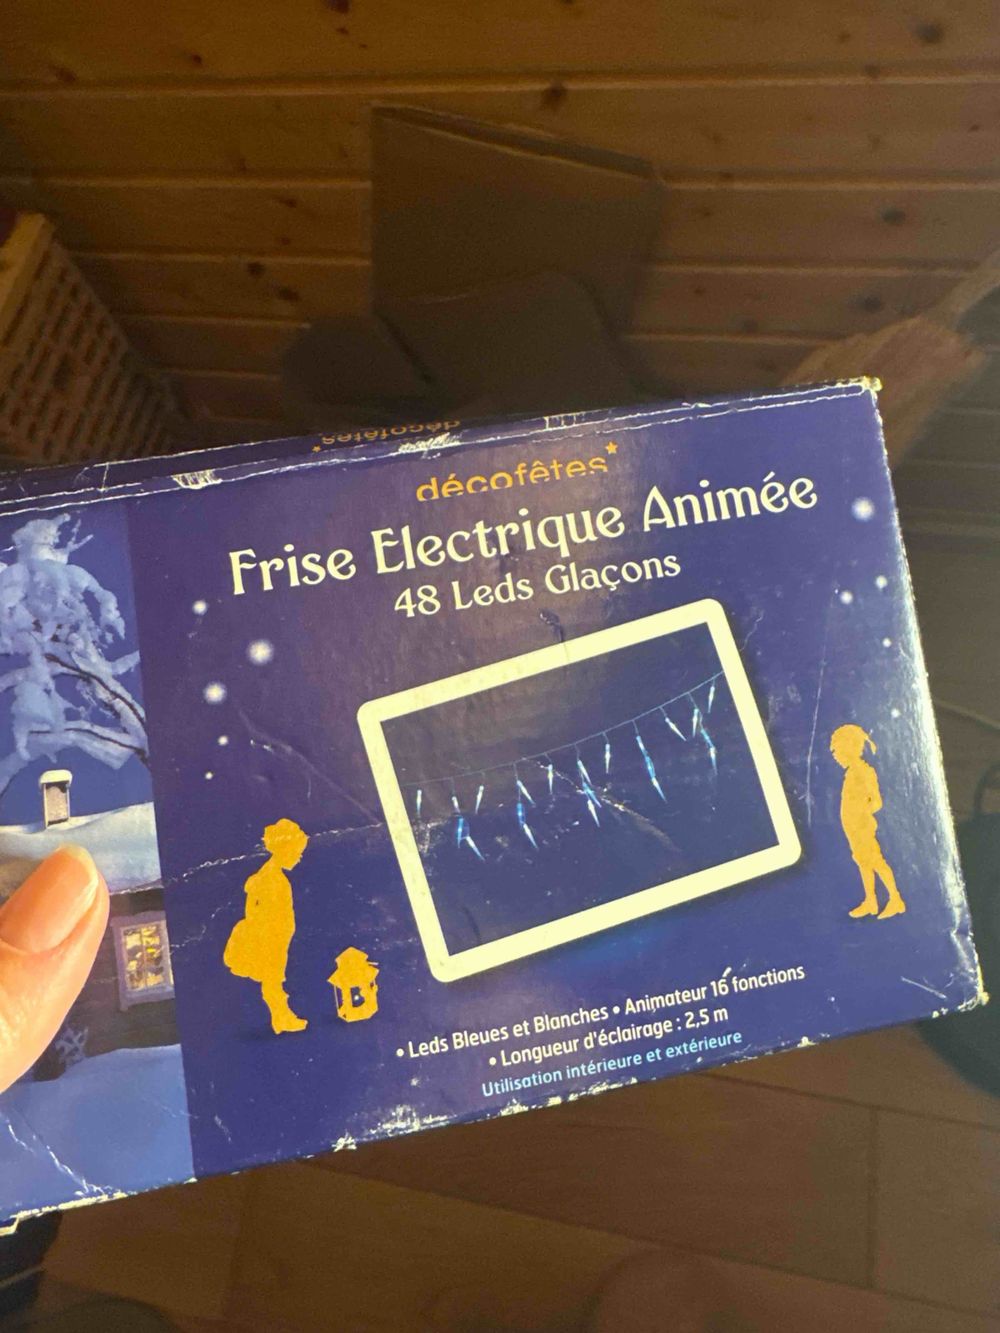 décofêtes
décofêtes
Frise Electrique Animée
48 Leds Glaçons
• Leds Bleues et Blanches • Animateur 16 fonctions
• Longueur d'éclairage : 2,5 m
Utilisation intérieure et extérieure